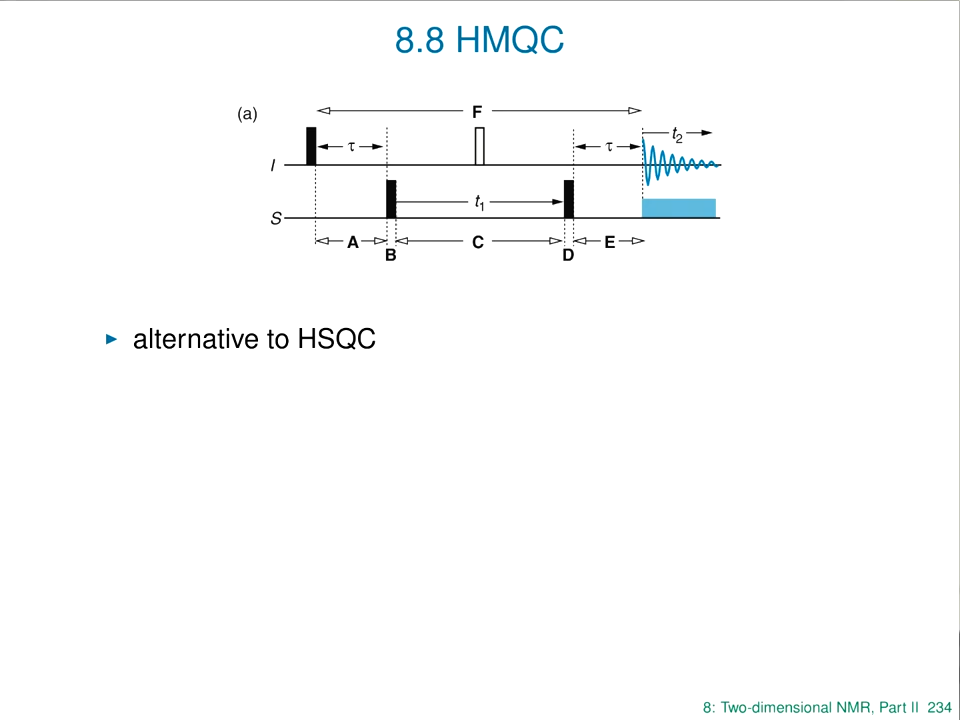 8.8 HMQC
(a)
F
τ
τ
t2
I
t1
S
A
C
E
B
D
alternative to HSQC
8: Two-dimensional NMR, Part II 234